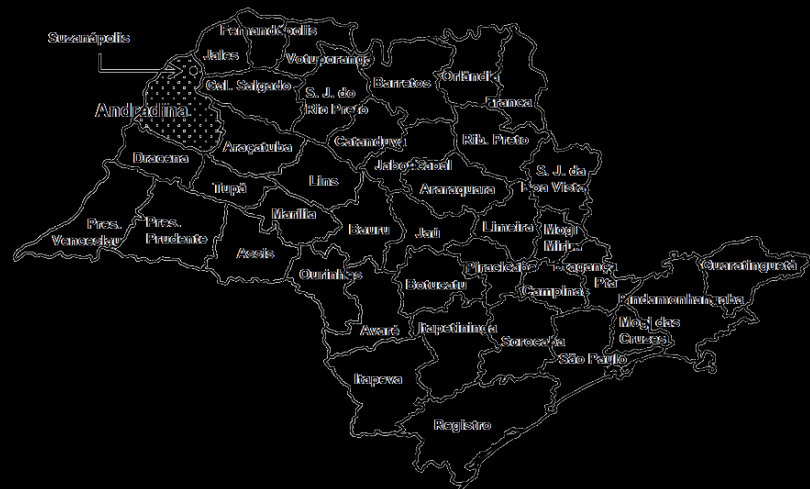 Suzanápolis
Fernandópolis
Jales
Votuporanga
Gal. Salgado
S. J. do
Rio Preto
Barretos
Orlândia
Franca
Andradina
Araçatuba
Catanduva
Rib. Preto
Dracena
Jaboticabal
S. J. da
Boa Vista
Tupã
Lins
Araraquara
Marília
Pres.
Venceslau
Pres.
Prudente
Bauru
Jaú
Limeira
Mogi
Mirim
Assis
Ourinhos
Piracicaba
Bragança
Pta
Guaratinguetá
Botucatu
Campinas
Pindamonhangaba
Avaré
Itapetininga
Mogi das
Cruzes
Sorocaba
São Paulo
Itapeva
Registro